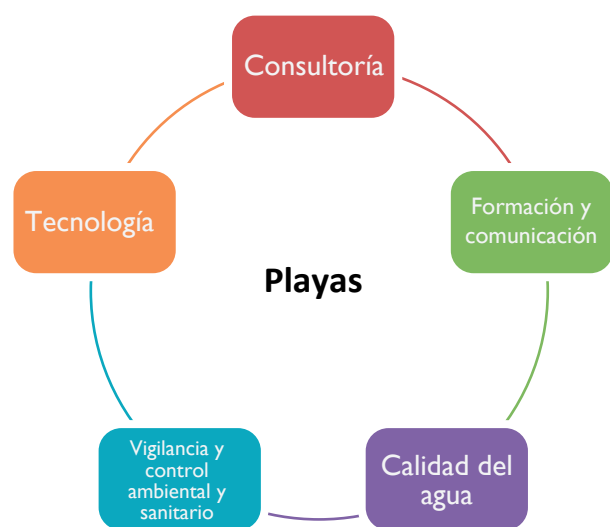 Consultoría
Formación y
comunicación
Tecnología
Playas
Calidad del
agua
Vigilancia y
control
ambiental y
sanitario